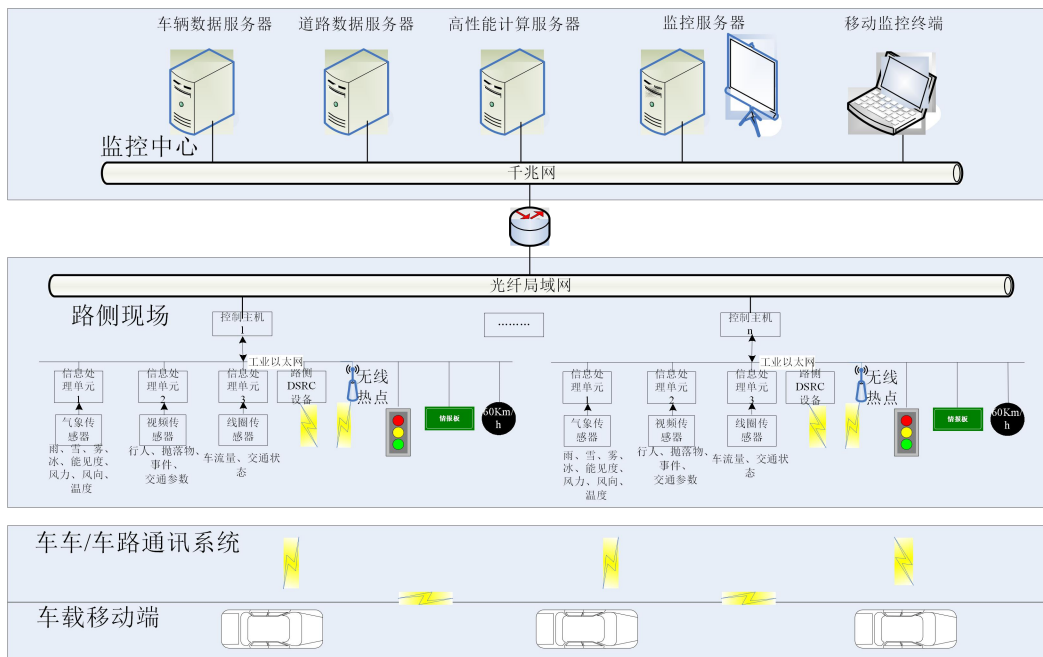 车辆数据服务器
道路数据服务器
高性能计算服务器
监控服务器
移动监控终端
监控中心
千兆网
光纤局域网
路侧现场
控制主机
1
………
控制主机
n
工业以太网
工业以太网
信息处
理单元
1
信息处
理单元
2
信息处
理单元
3
路侧
DSRC
设备
无线
热点
气象传
感器
视频传
感器
线圈传
感器
情报板
60Km/
h
雨、雪、雾、
冰、能见度、
风力、风向、
温度
行人、抛落物、
事件、
交通参数
车流量、交通状
态
信息处
理单元
1
信息处
理单元
2
信息处
理单元
3
路侧
DSRC
设备
无线
热点
气象传
感器
视频传
感器
线圈传
感器
情报板
60Km/
h
雨、雪、雾、
冰、能见度、
风力、风向、
温度
行人、抛落物、
事件、
交通参数
车流量、交通状
态
车车/车路通讯系统
车载移动端